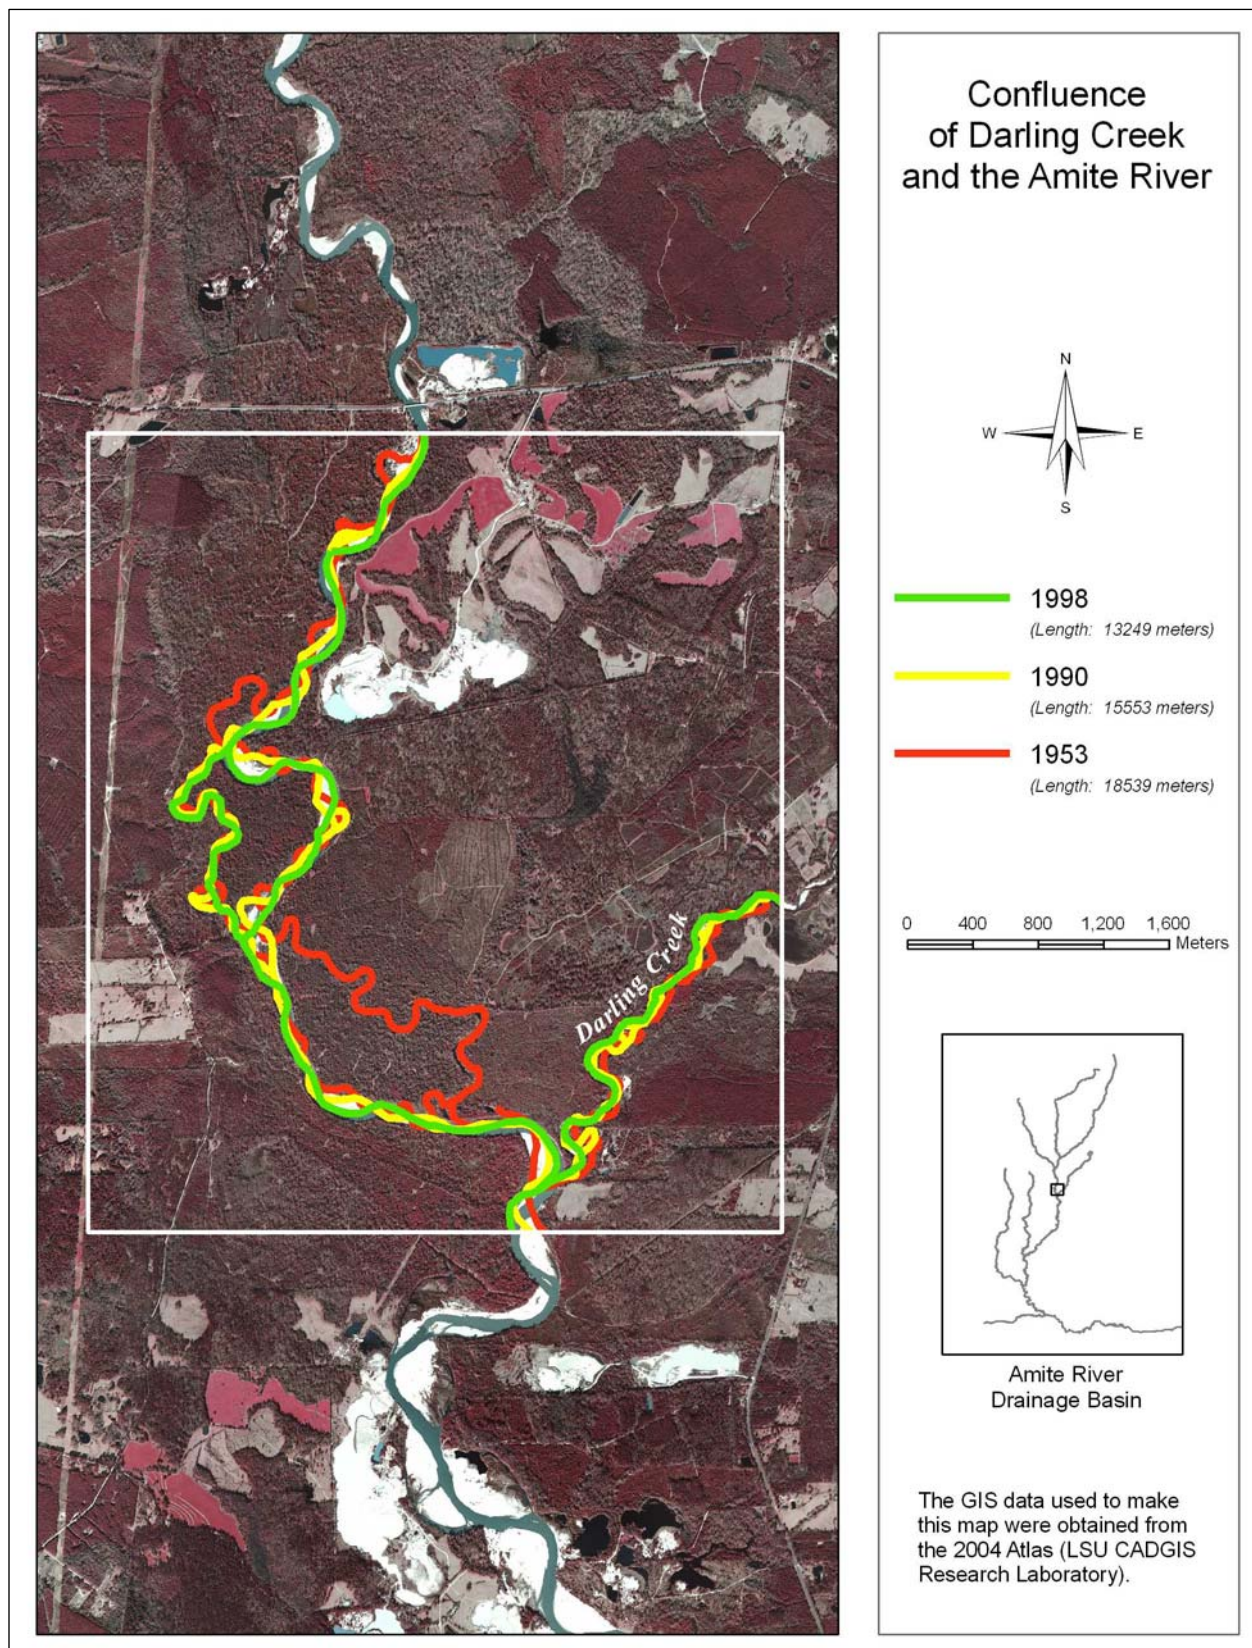 Confluence
of Darling Creek
and the Amite River
N
W
E
S
1998
(Length: 13249 meters)
1990
(Length: 15553 meters)
1953
(Length: 18539 meters)
0 400 800 1,200 1,600
Meters
Darling Creek
Amite River
Drainage Basin
The GIS data used to make
this map were obtained from
the 2004 Atlas (LSU CADGIS
Research Laboratory).